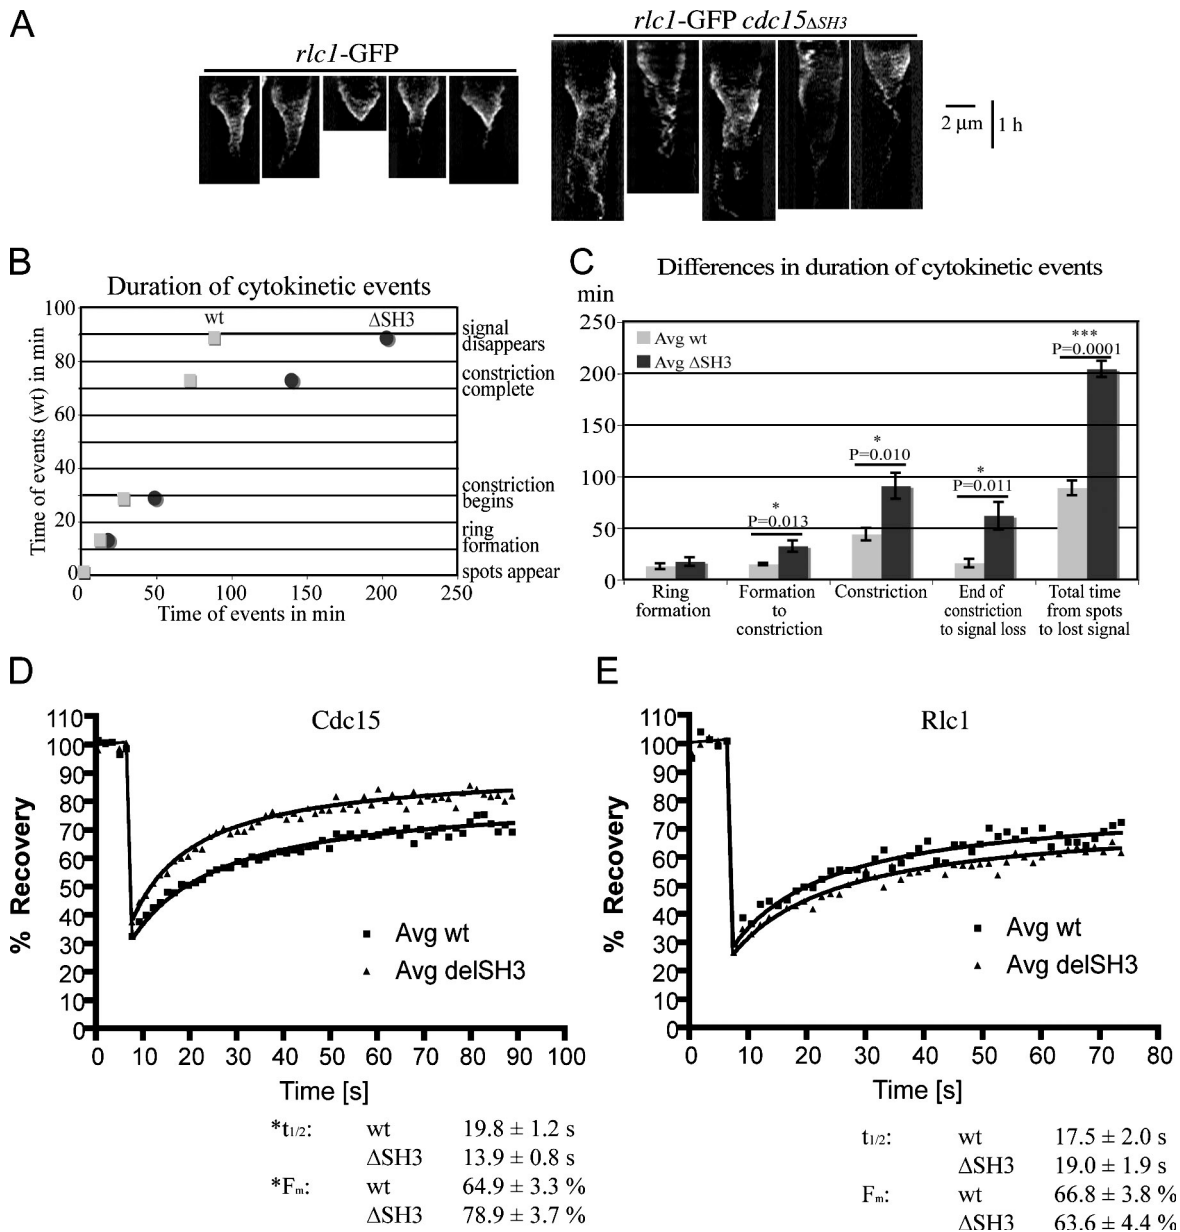 A
rlc1-GFP
rlc1-GFP cdc15ΔSH3
2 μm
1 h
B
Duration of cytokinetic events
Time of events (wt) in min
100
80
60
40
20
0
wt
ΔSH3
signal
disappears
constriction
complete
constriction
begins
ring
formation
spots appear
0 50 100 150 200 250
Time of events in min
C
Differences in duration of cytokinetic events
min
250
200
150
100
50
0
Avg wt
Avg ΔSH3
*
P=0.013
*
P=0.010
*
P=0.011
***
P=0.0001
Ring
formation
Formation
to
constriction
Constriction
End of
constriction
to signal loss
Total time
from spots
to lost signal
D
Cdc15
% Recovery
110
100
90
80
70
60
50
40
30
20
10
0
Avg wt
Avg delSH3
0 10 20 30 40 50 60 70 80 90 100
Time [s]
*t1/2: wt 19.8 ± 1.2 s
ΔSH3 13.9 ± 0.8 s
*Fm: wt 64.9 ± 3.3 %
ΔSH3 78.9 ± 3.7 %
E
Rlc1
% Recovery
110
100
90
80
70
60
50
40
30
20
10
0
Avg wt
Avg delSH3
0 10 20 30 40 50 60 70 80
Time [s]
t1/2: wt 17.5 ± 2.0 s
ΔSH3 19.0 ± 1.9 s
Fm: wt 66.8 ± 3.8 %
ΔSH3 63.6 ± 4.4 %